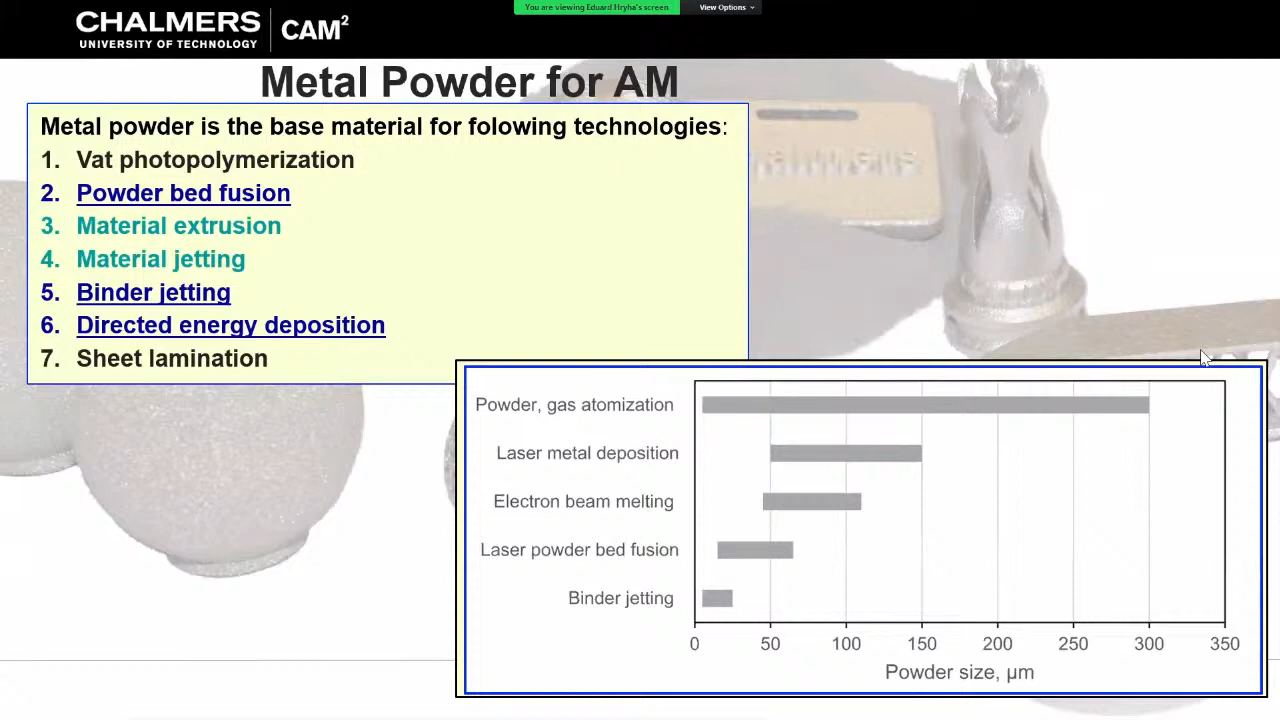 You are viewing Eduard Hryha's screen
View Options
CHALMERS
UNIVERSITY OF TECHNOLOGY
CAM2
Metal Powder for AM
Metal powder is the base material for folowing technologies:
1. Vat photopolymerization
2. Powder bed fusion
3. Material extrusion
4. Material jetting
5. Binder jetting
6. Directed energy deposition
7. Sheet lamination
Powder, gas atomization
Laser metal deposition
Electron beam melting
Laser powder bed fusion
Binder jetting
0 50 100 150 200 250 300 350
Powder size, µm